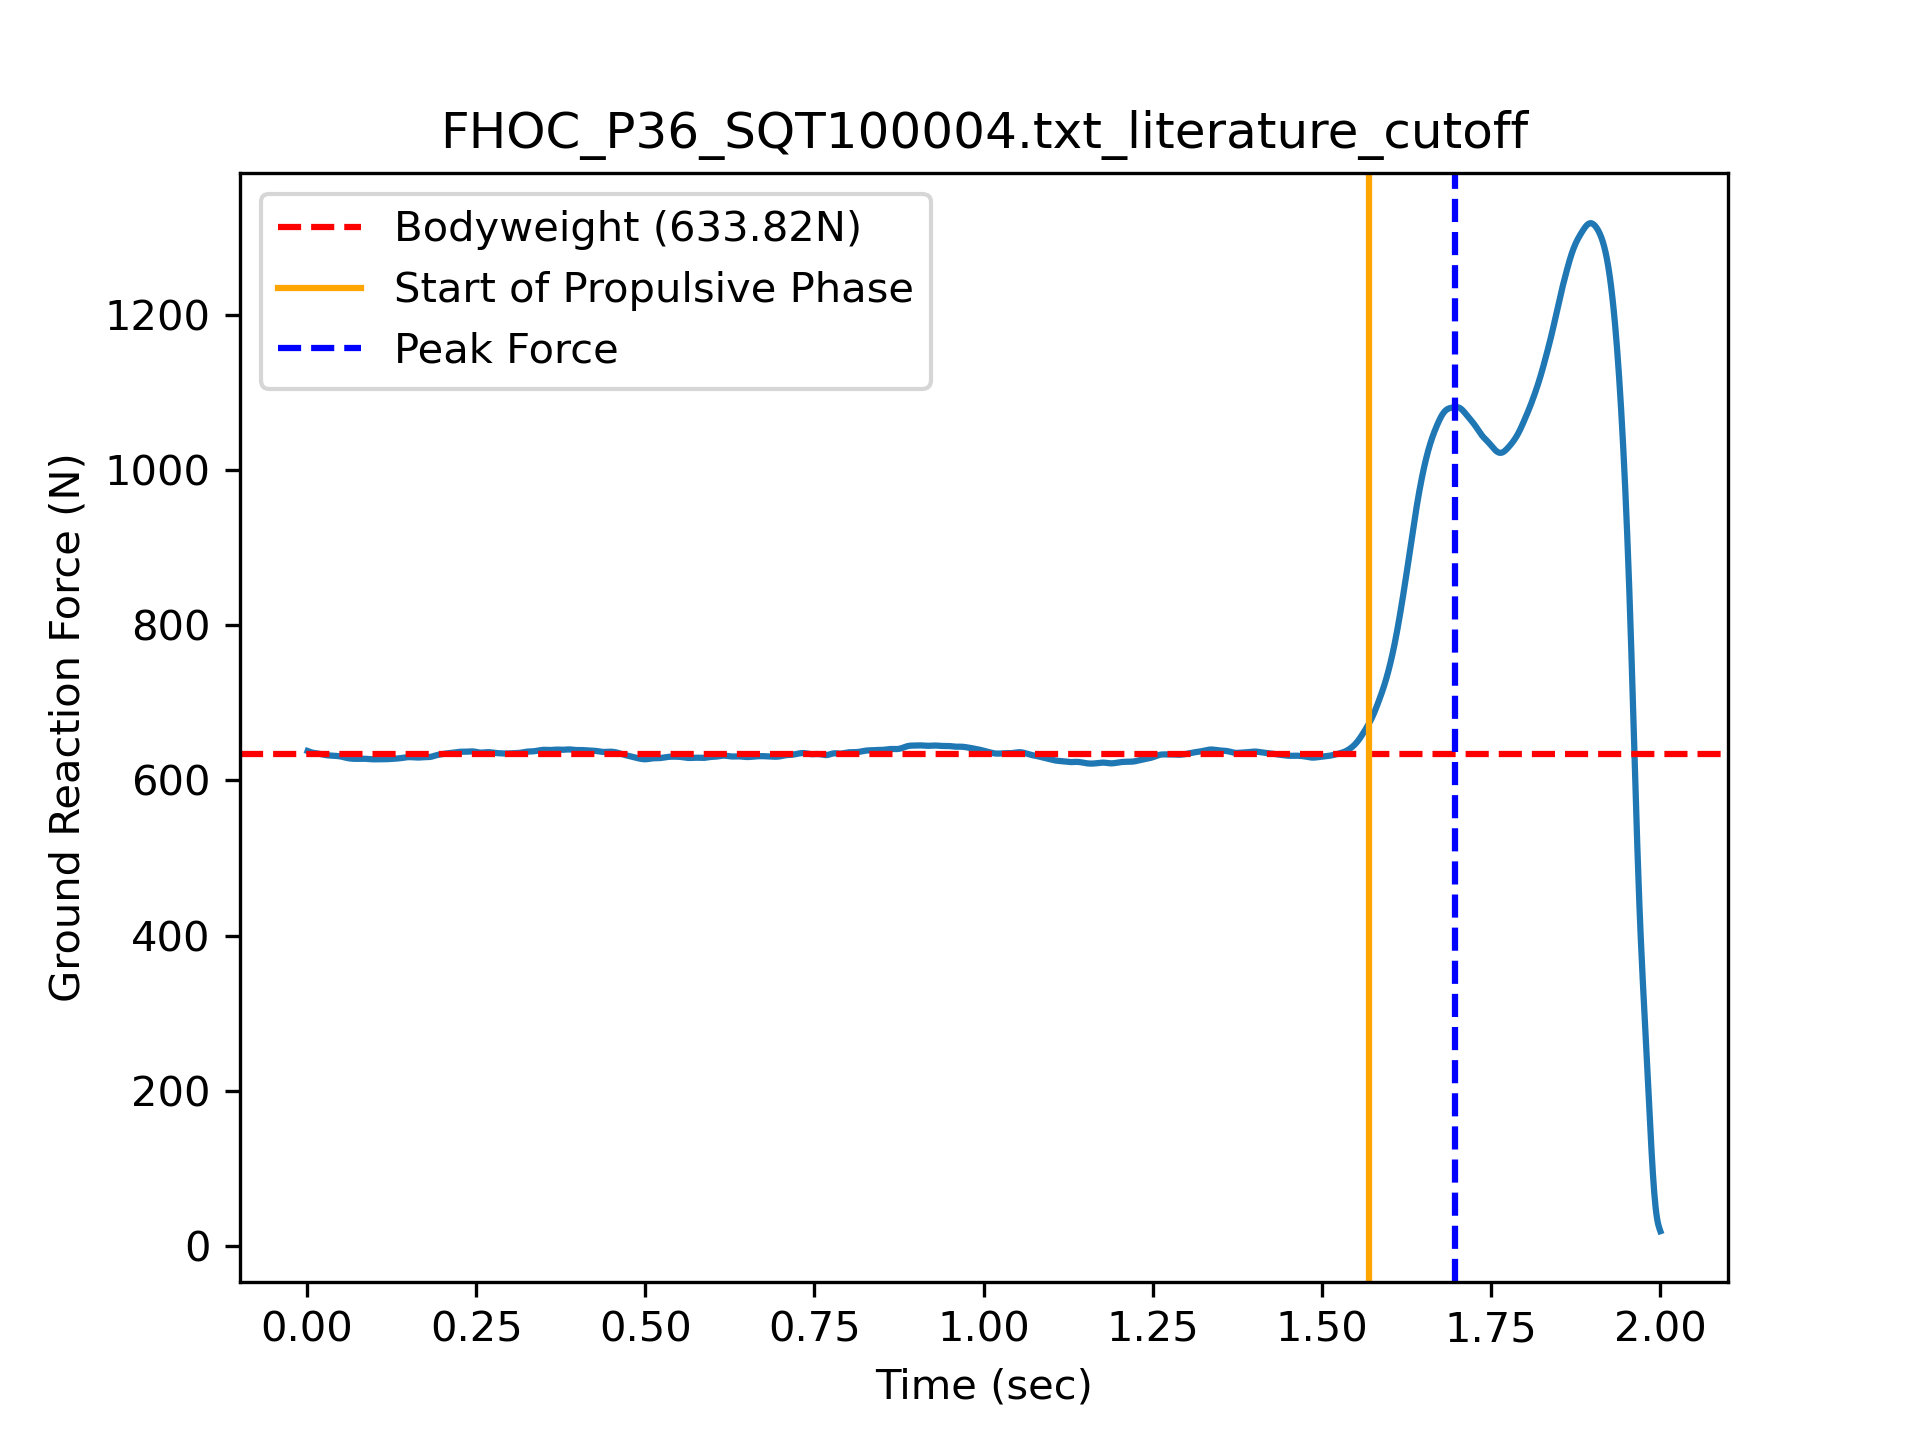 FHOC_P36_SQT100004.txt_literature_cutoff
Bodyweight (633.82N)
Start of Propulsive Phase
Peak Force
1200
1000
800
600
400
200
0
Ground Reaction Force (N)
0.00 0.25 0.50 0.75 1.00 1.25 1.50 1.75 2.00
Time (sec)